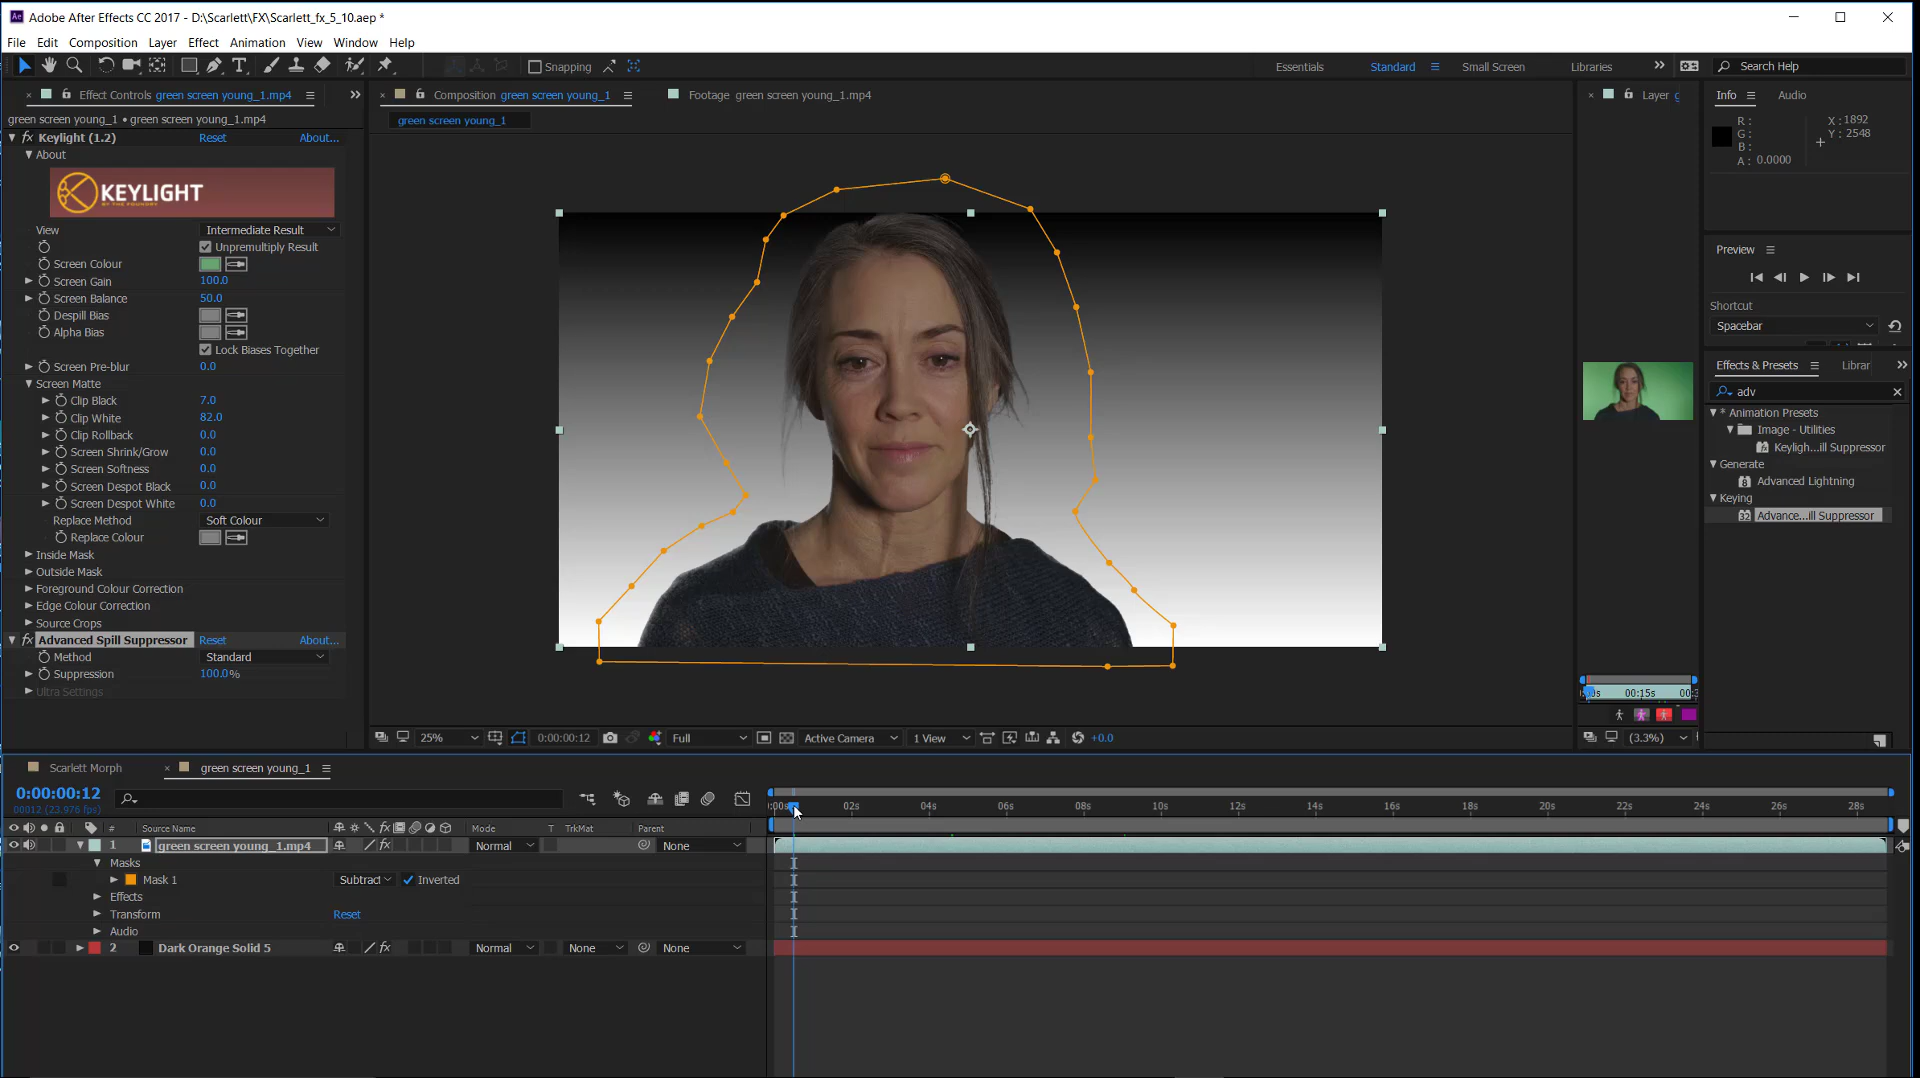 Adobe After Effects CC 2017 - D:\Scarlett\FX\Scarlett_fx_5_10.aep *
File Edit Composition Layer Effect Animation View Window Help
Snapping Essentials Standard Small Screen Libraries Search Help
Effect Controls green screen young_1.mp4
green screen young_1 • green screen young_1.mp4
Keylight (1.2) Reset About...
About
KEYLIGHT
BY THE FOUNDRY
View Intermediate Result
Unpremultiply Result
Screen Colour
Screen Gain 100.0
Screen Balance 50.0
Despill Bias
Alpha Bias
Lock Biases Together
Screen Pre-blur 0.0
Screen Matte
Clip Black 7.0
Clip White 82.0
Clip Rollback 0.0
Screen Shrink/Grow 0.0
Screen Softness 0.0
Screen Despot Black 0.0
Screen Despot White 0.0
Replace Method Soft Colour
Replace Colour
Inside Mask
Outside Mask
Foreground Colour Correction
Edge Colour Correction
Source Crops
Advanced Spill Suppressor Reset About...
Method Standard
Suppression 100.0%
Ultra Settings
Composition green screen young_1 Footage green screen young_1.mp4
green screen young_1
25% 0:00:00:12 Full Active Camera 1 View +0.0
Layer
00:15s
(3.3%)
Info Audio
R:
G:
B:
A: 0.0000
X: 1892
Y: 2548
Preview
Shortcut
Spacebar
Effects & Presets Librar
adv
* Animation Presets
Image - Utilities
Keyligh...ill Suppressor
Generate
Advanced Lightning
Keying
Advance...ill Suppressor
Scarlett Morph green screen young_1
0:00:00:12
00012 (23.976 fps)
# Source Name Mode T TrkMat Parent
1 green screen young_1.mp4 Normal None
Masks
Mask 1 Subtract Inverted
Effects
Transform Reset
Audio
2 Dark Orange Solid 5 Normal None None
02s 04s 06s 08s 10s 12s 14s 16s 18s 20s 22s 24s 26s 28s